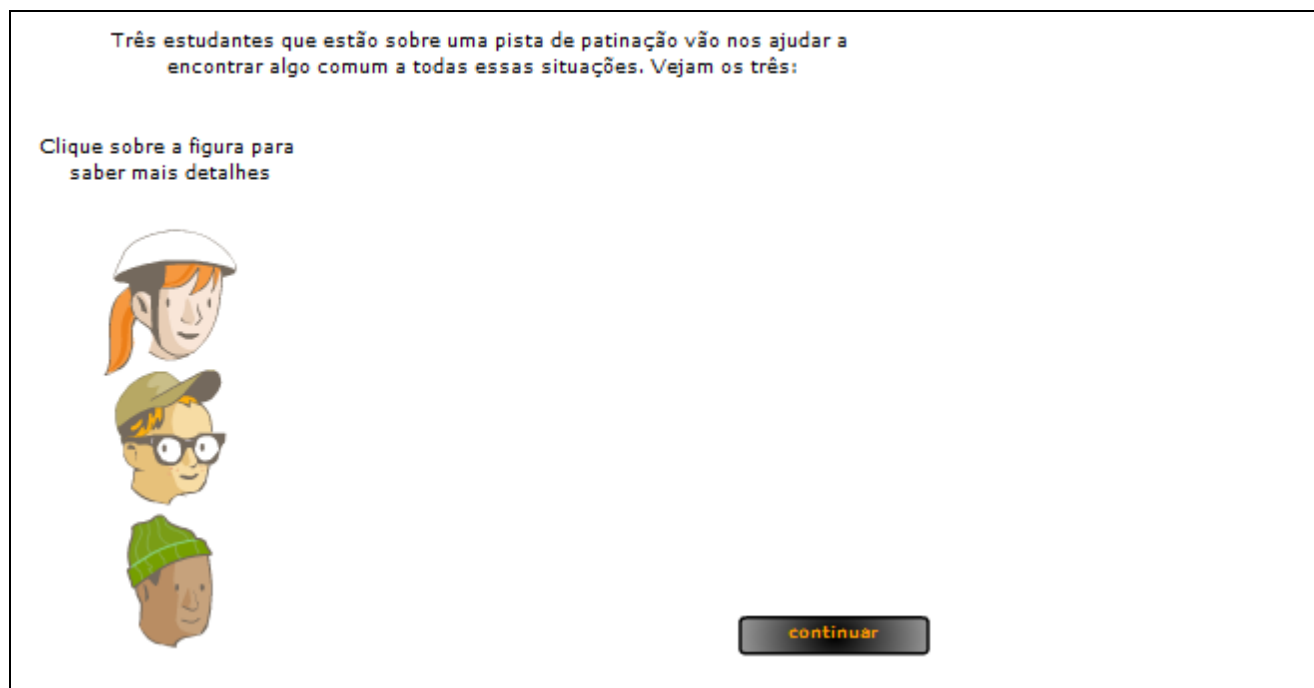 Três estudantes que estão sobre uma pista de patinação vão nos ajudar a
encontrar algo comum a todas essas situações. Vejam os três:
Clique sobre a figura para
saber mais detalhes
continuar